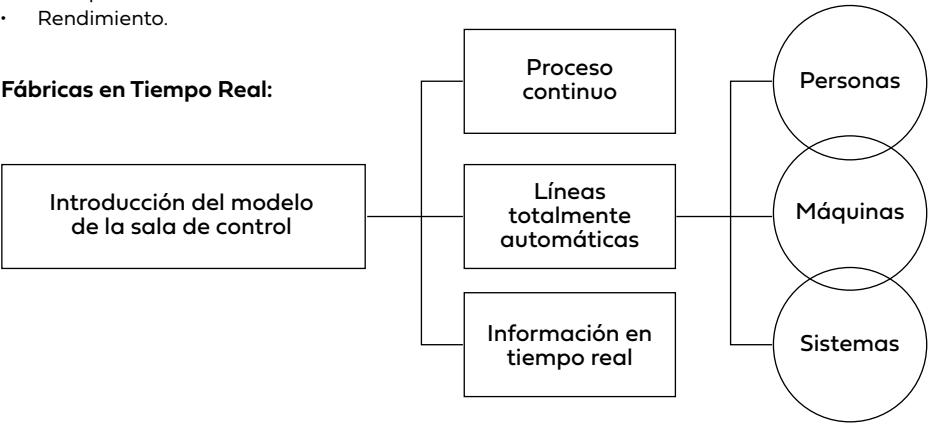 • Rendimiento.
Fábricas en Tiempo Real:
Introducción del modelo
de la sala de control
Proceso
continuo
Líneas
totalmente
automáticas
Información en
tiempo real
Personas
Máquinas
Sistemas